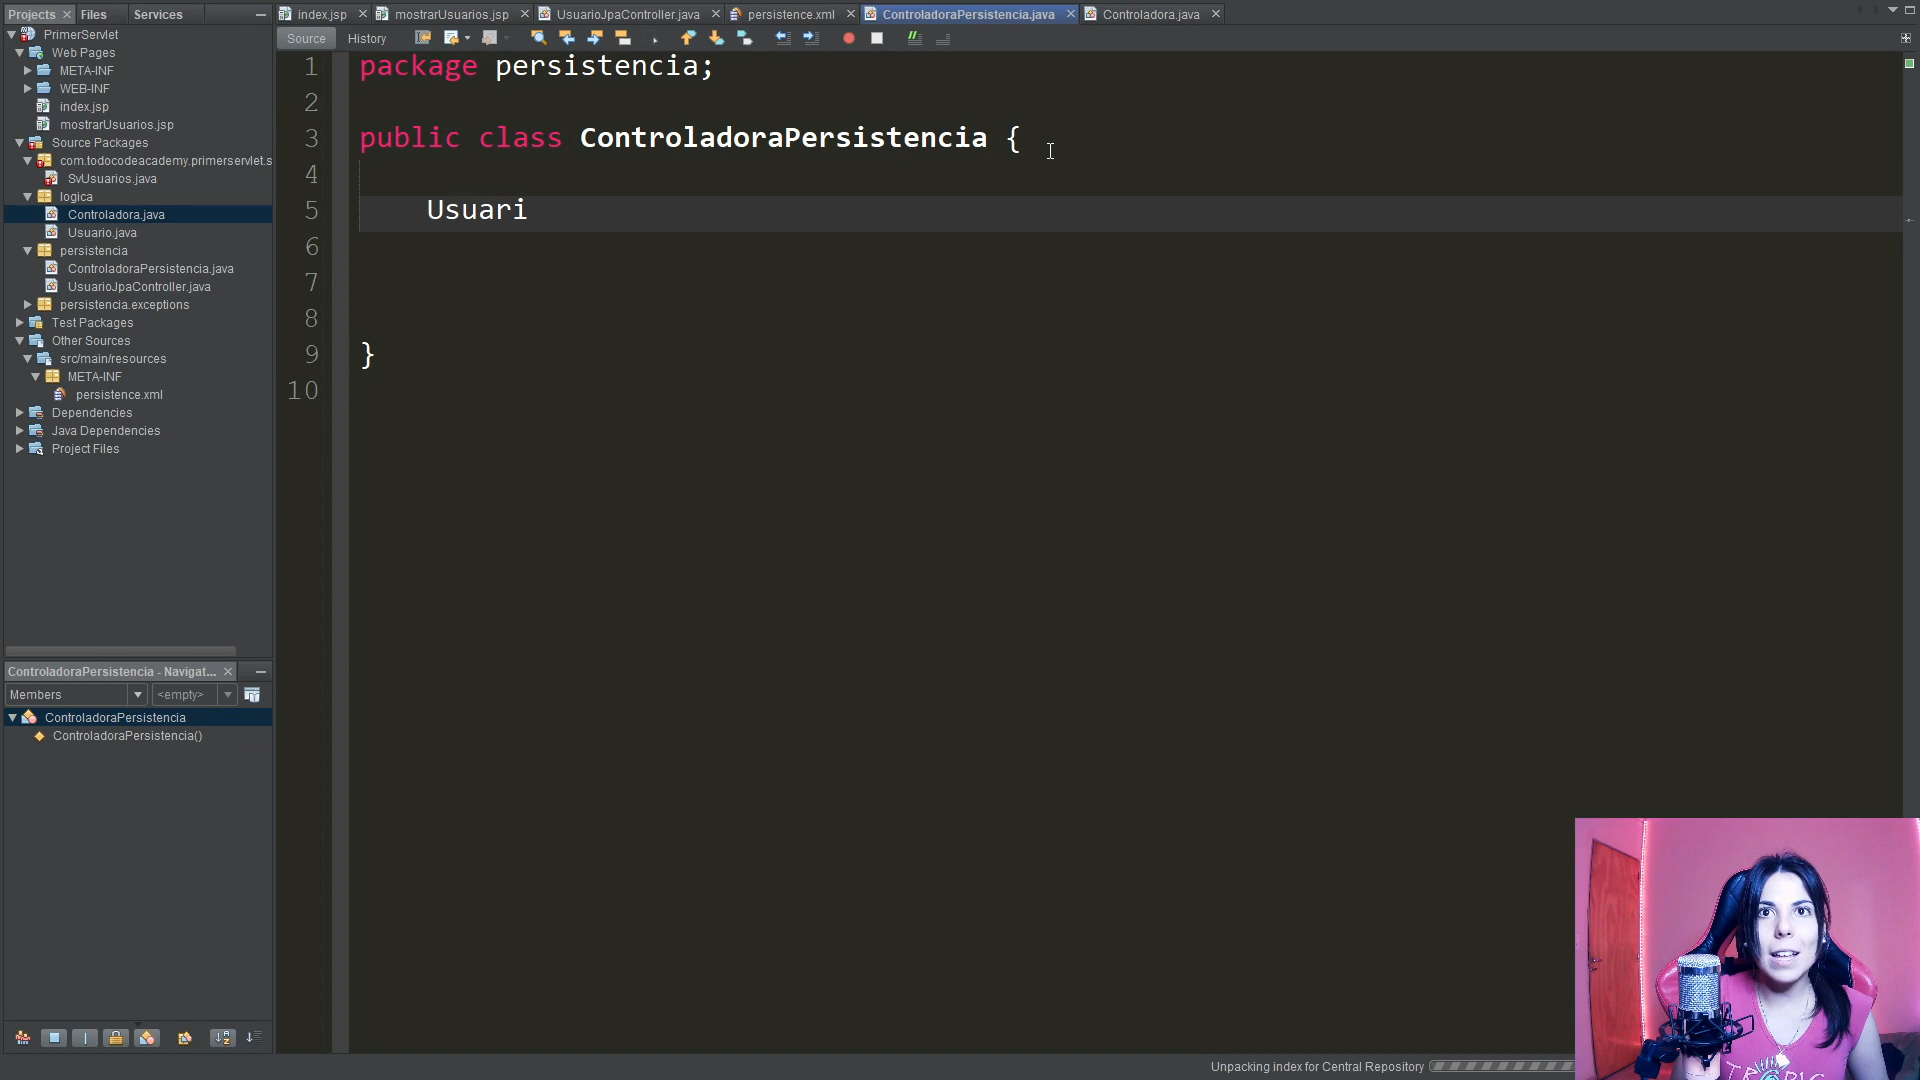 Projects
Files
Services
PrimerServlet
Web Pages
META-INF
WEB-INF
index.jsp
mostrarUsuarios.jsp
Source Packages
com.todocodeacademy.primerservlet.s
SvUsuarios.java
logica
Controladora.java
Usuario.java
persistencia
ControladoraPersistencia.java
UsuarioJpaController.java
persistencia.exceptions
Test Packages
Other Sources
src/main/resources
META-INF
persistence.xml
Dependencies
Java Dependencies
Project Files
ControladoraPersistencia - Navigat...
Members
<empty>
ControladoraPersistencia
ControladoraPersistencia()
index.jsp
mostrarUsuarios.jsp
UsuarioJpaController.java
persistence.xml
ControladoraPersistencia.java
Controladora.java
Source
History
1 package persistencia;
2
3 public class ControladoraPersistencia {
4
5 Usuari
6
7
8
9 }
10
Unpacking index for Central Repository
TROPIC